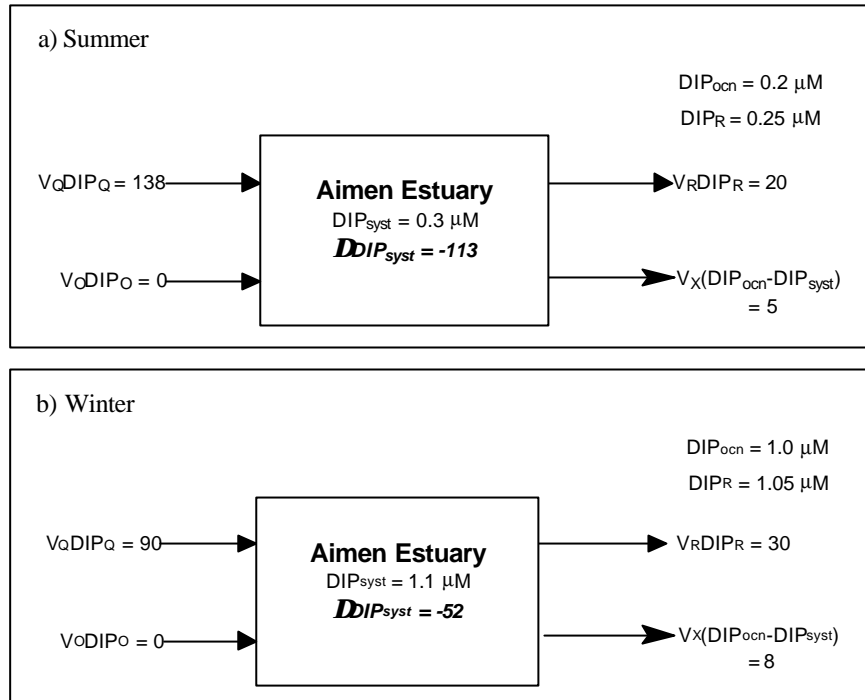 a) Summer
DIPocn = 0.2 µM
DIPR = 0.25 µM
VQDIPQ = 138
Aimen Estuary
VRDIPR = 20
DIPsyst = 0.3 µM
DDIPsyst = -113
VODIPO = 0
VX(DIPocn-DIPsyst)
= 5
b) Winter
DIPocn = 1.0 µM
DIPR = 1.05 µM
VQDIPQ = 90
Aimen Estuary
VRDIPR = 30
DIPsyst = 1.1 µM
DDIPsyst = -52
VODIPO = 0
VX(DIPocn-DIPsyst)
=8